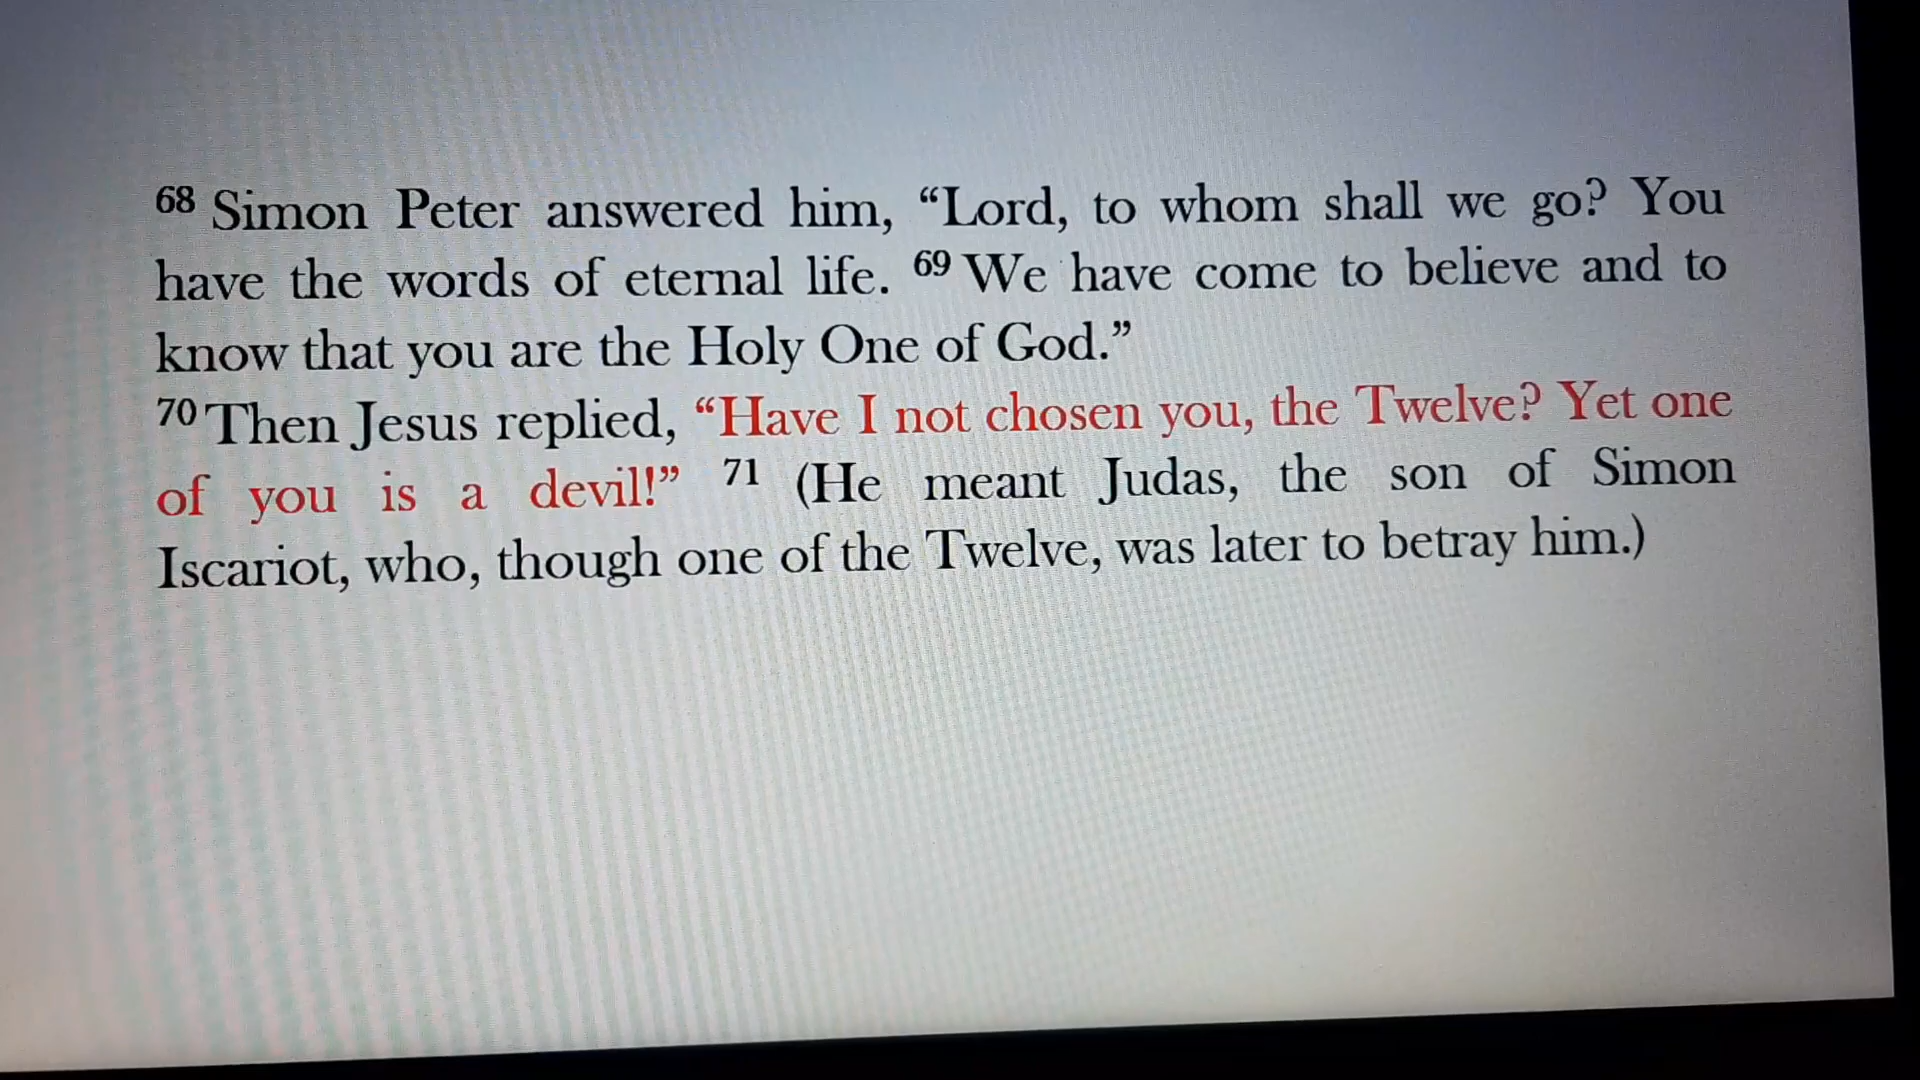 68 Simon Peter answered him, “Lord, to whom shall we go? You
have the words of eternal life. 69 We have come to believe and to
know that you are the Holy One of God.”
70 Then Jesus replied, “Have I not chosen you, the Twelve? Yet one
of you is a devil!” 71 (He meant Judas, the son of Simon
Iscariot, who, though one of the Twelve, was later to betray him.)